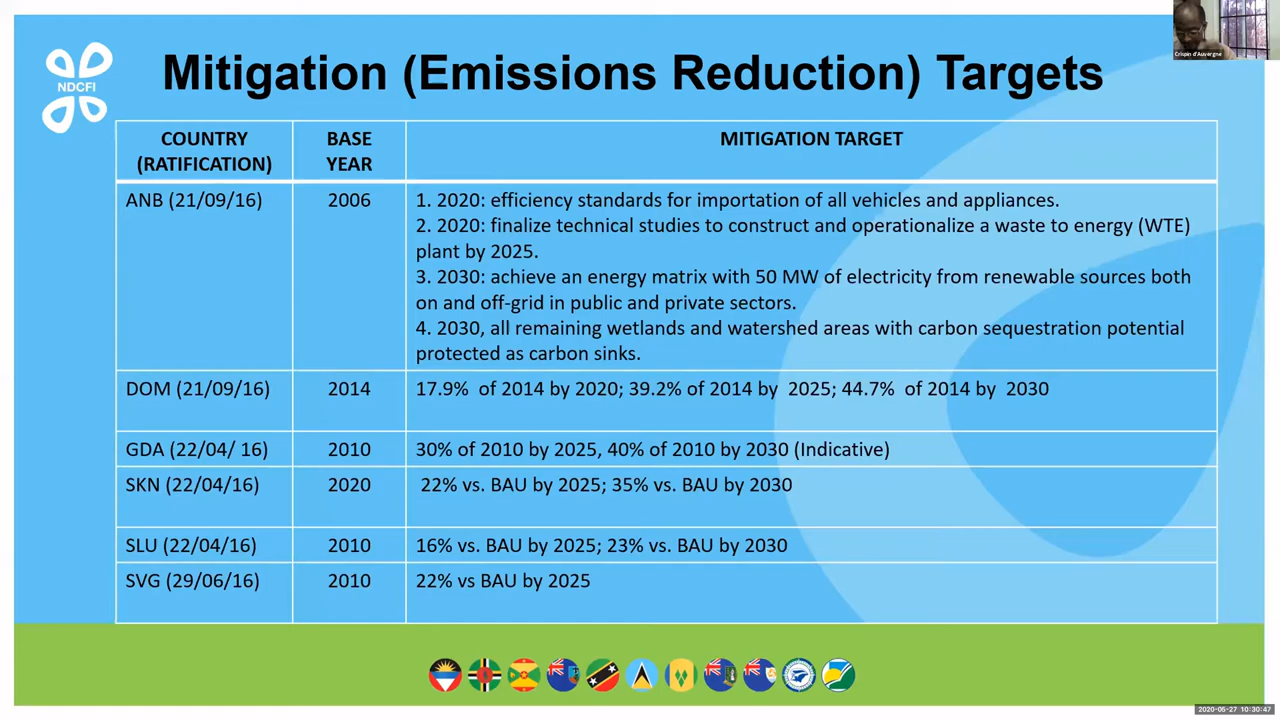 Crispin d'Auvergne
Mitigation (Emissions Reduction) Targets
NDCFI
COUNTRY
(RATIFICATION)
BASE
YEAR
MITIGATION TARGET
ANB (21/09/16)
2006
1. 2020: efficiency standards for importation of all vehicles and appliances.
2. 2020: finalize technical studies to construct and operationalize a waste to energy (WTE)
plant by 2025.
3. 2030: achieve an energy matrix with 50 MW of electricity from renewable sources both
on and off-grid in public and private sectors.
4. 2030, all remaining wetlands and watershed areas with carbon sequestration potential
protected as carbon sinks.
DOM (21/09/16)
2014
17.9%  of 2014 by 2020; 39.2% of 2014 by  2025; 44.7%  of 2014 by  2030
GDA (22/04/ 16)
2010
30% of 2010 by 2025, 40% of 2010 by 2030 (Indicative)
SKN (22/04/16)
2020
22% vs. BAU by 2025; 35% vs. BAU by 2030
SLU (22/04/16)
2010
16% vs. BAU by 2025; 23% vs. BAU by 2030
SVG (29/06/16)
2010
22% vs BAU by 2025
2020-05-27 10:30:47